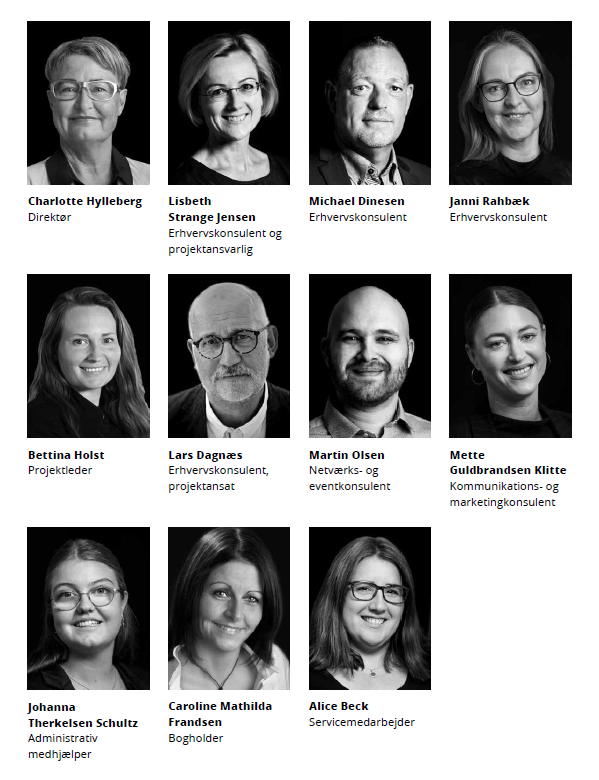 Charlotte Hylleberg
Direktør
Lisbeth
Strange Jensen
Erhvervskonsulent og
projektansvarlig
Michael Dinesen
Erhvervskonsulent
Janni Rahbæk
Erhvervskonsulent
Bettina Holst
Projektleder
Lars Dagnæs
Erhvervskonsulent,
projektansat
Martin Olsen
Netværks- og
eventkonsulent
Mette
Guldbrandsen Klitte
Kommunikations- og
marketingkonsulent
Johanna
Therkelsen Schultz
Administrativ
medhjælper
Caroline Mathilda
Frandsen
Bogholder
Alice Beck
Servicemedarbejder